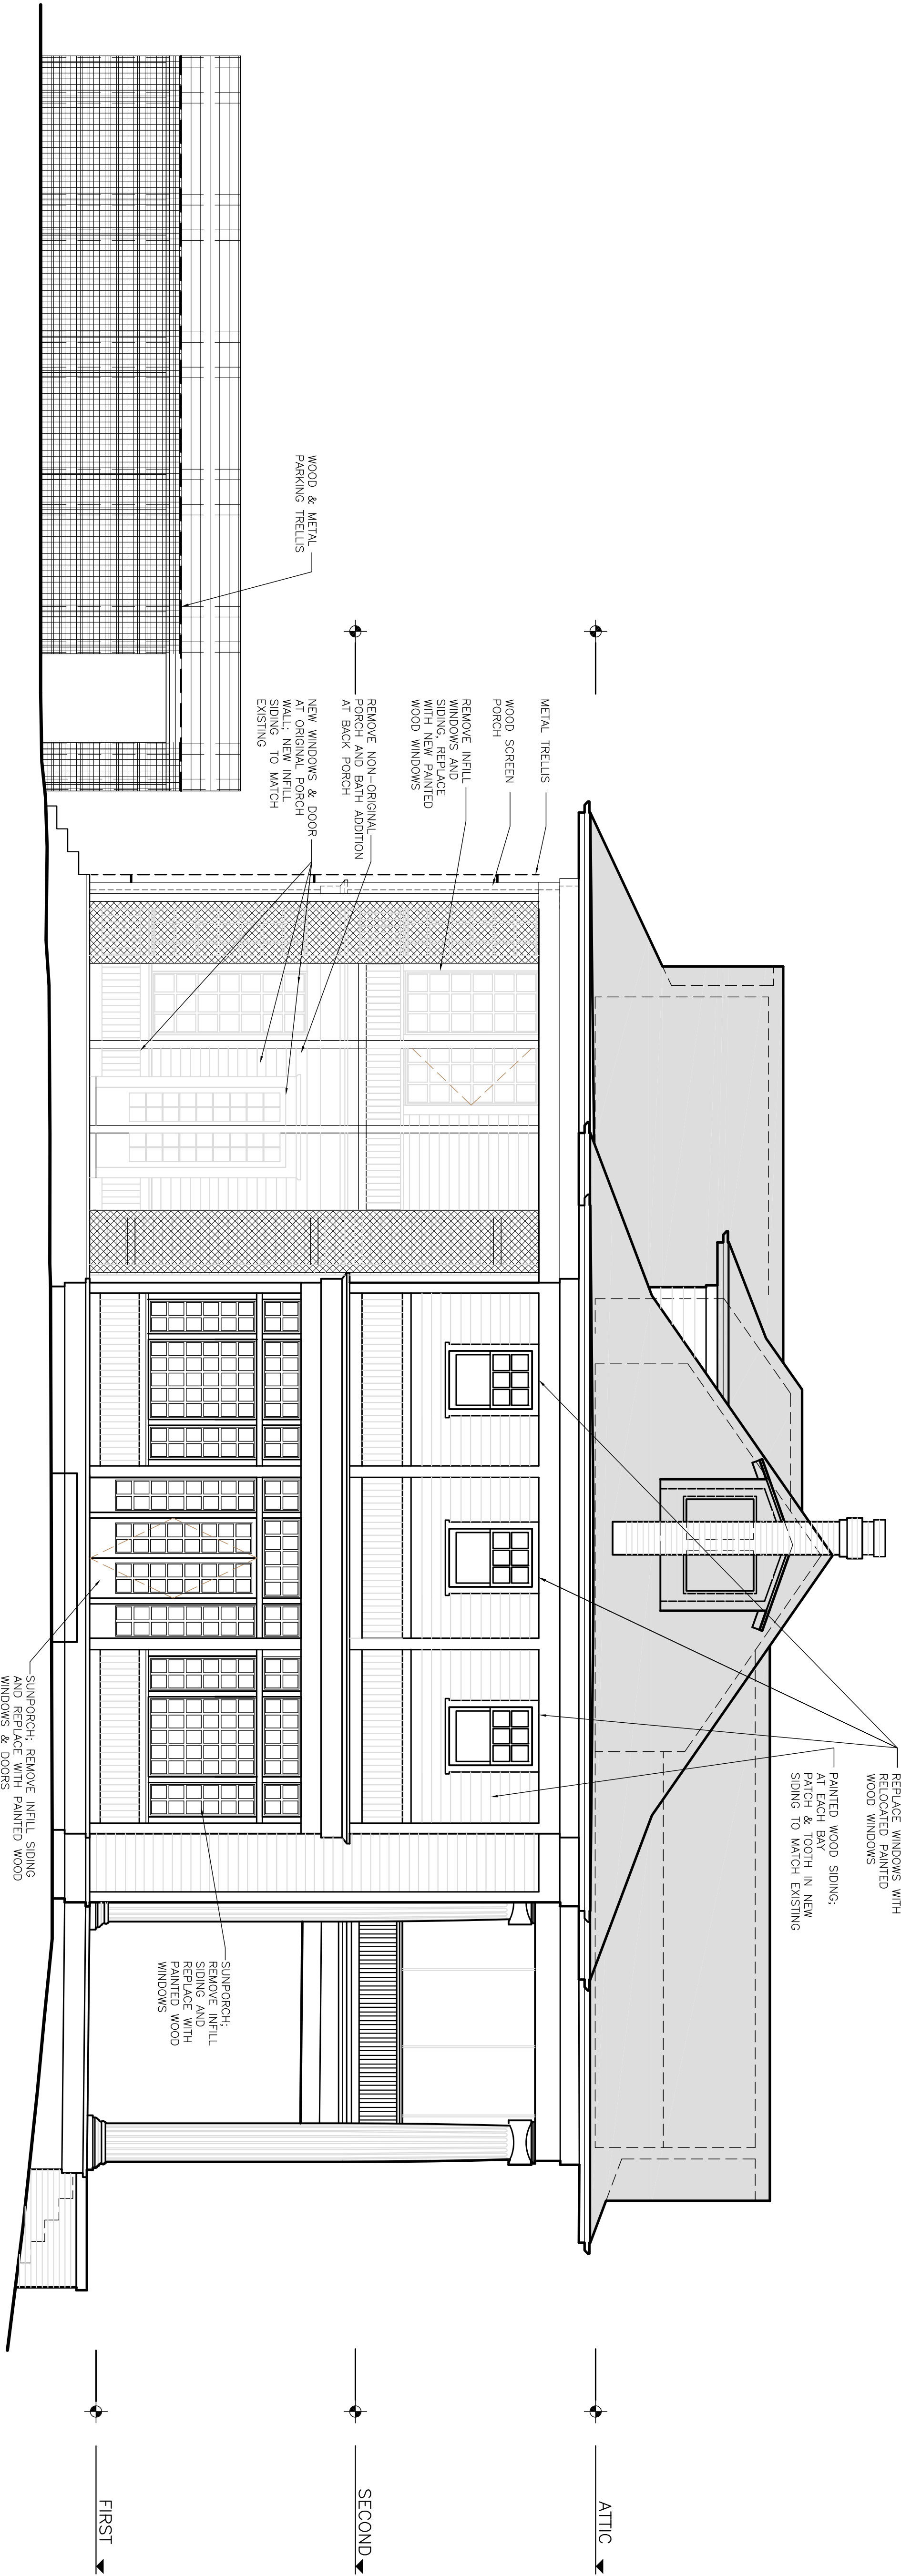 REPLACE WINDOWS WITH
RELOCATED PAINTED
WOOD WINDOWS
PAINTED WOOD SIDING;
AT EACH BAY
PATCH & TOOTH IN NEW
SIDING TO MATCH EXISTING
METAL TRELLIS
WOOD SCREEN
PORCH
REMOVE INFILL
WINDOWS AND
SIDING, REPLACE
WITH NEW PAINTED
WOOD WINDOWS
REMOVE NON-ORIGINAL
PORCH AND BATH ADDITION
AT BACK PORCH
NEW WINDOWS & DOOR
AT ORIGINAL PORCH
WALL; NEW INFILL
SIDING TO MATCH
EXISTING
WOOD & METAL
PARKING TRELLIS
SUNPORCH;
REMOVE INFILL
SIDING AND
REPLACE WITH
PAINTED WOOD
WINDOWS
SUNPORCH; REMOVE INFILL SIDING
AND REPLACE WITH PAINTED WOOD
WINDOWS & DOORS
ATTIC
SECOND
FIRST